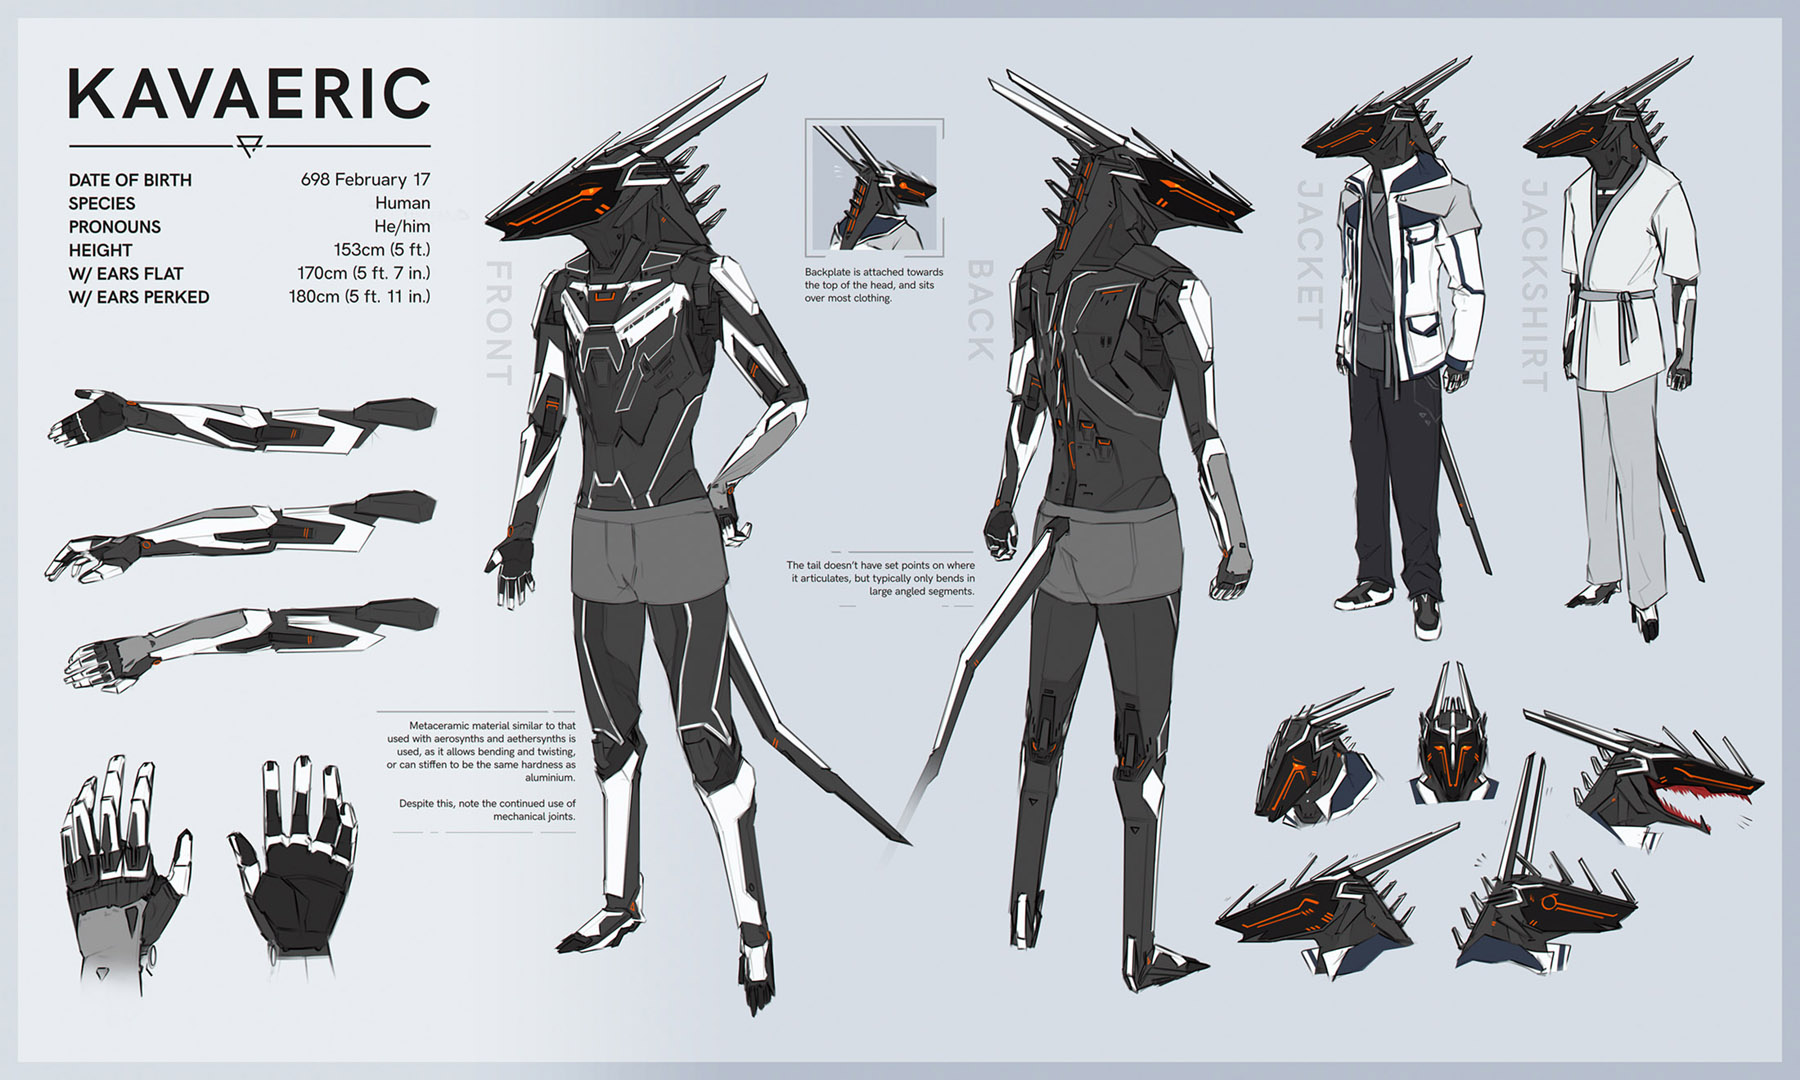 KAVAERIC
DATE OF BIRTH 698 February 17
SPECIES Human
PRONOUNS He/him
HEIGHT 153cm (5 ft.)
W/ EARS FLAT 170cm (5 ft. 7 in.)
W/ EARS PERKED 180cm (5 ft. 11 in.)
FRONT
Backplate is attached towards
the top of the head, and sits
over most clothing.
BACK
JACKET
JACKSHIRT
The tail doesn't have set points on where
it articulates, but typically only bends in
large angled segments.
Metaceramic material similar to that
used with aerosynths and aethersynths is
used, as it allows bending and twisting,
or can stiffen to be the same hardness as
aluminium.
Despite this, note the continued use of
mechanical joints.